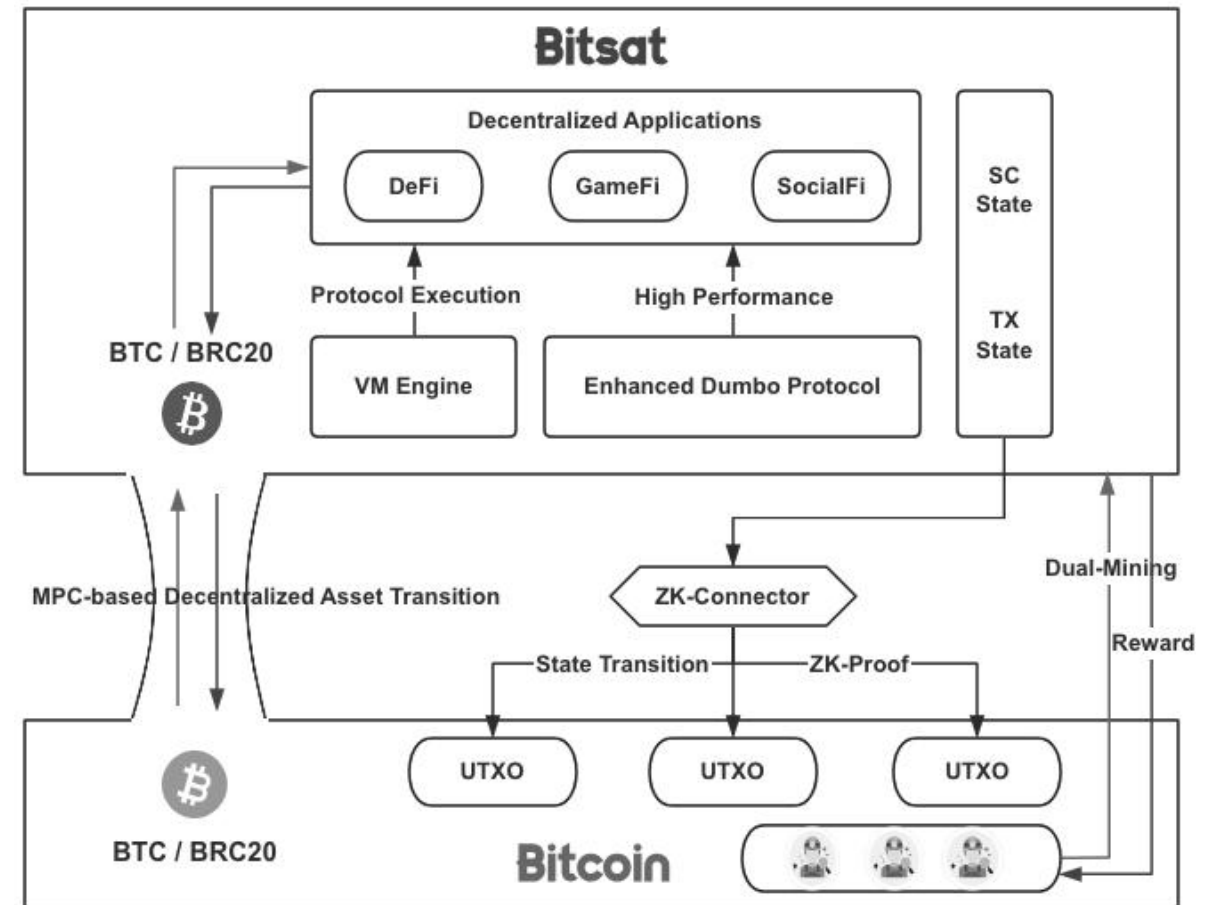 Bitsat
Decentralized Applications
DeFi
GameFi
SocialFi
SC
State
Protocol Execution
High Performance
TX
State
BTC / BRC20
VM Engine
Enhanced Dumbo Protocol
Dual-Mining
MPC-based Decentralized Asset Transition
ZK-Connector
Reward
State Transition
ZK-Proof
UTXO
UTXO
UTXO
BTC / BRC20
Bitcoin